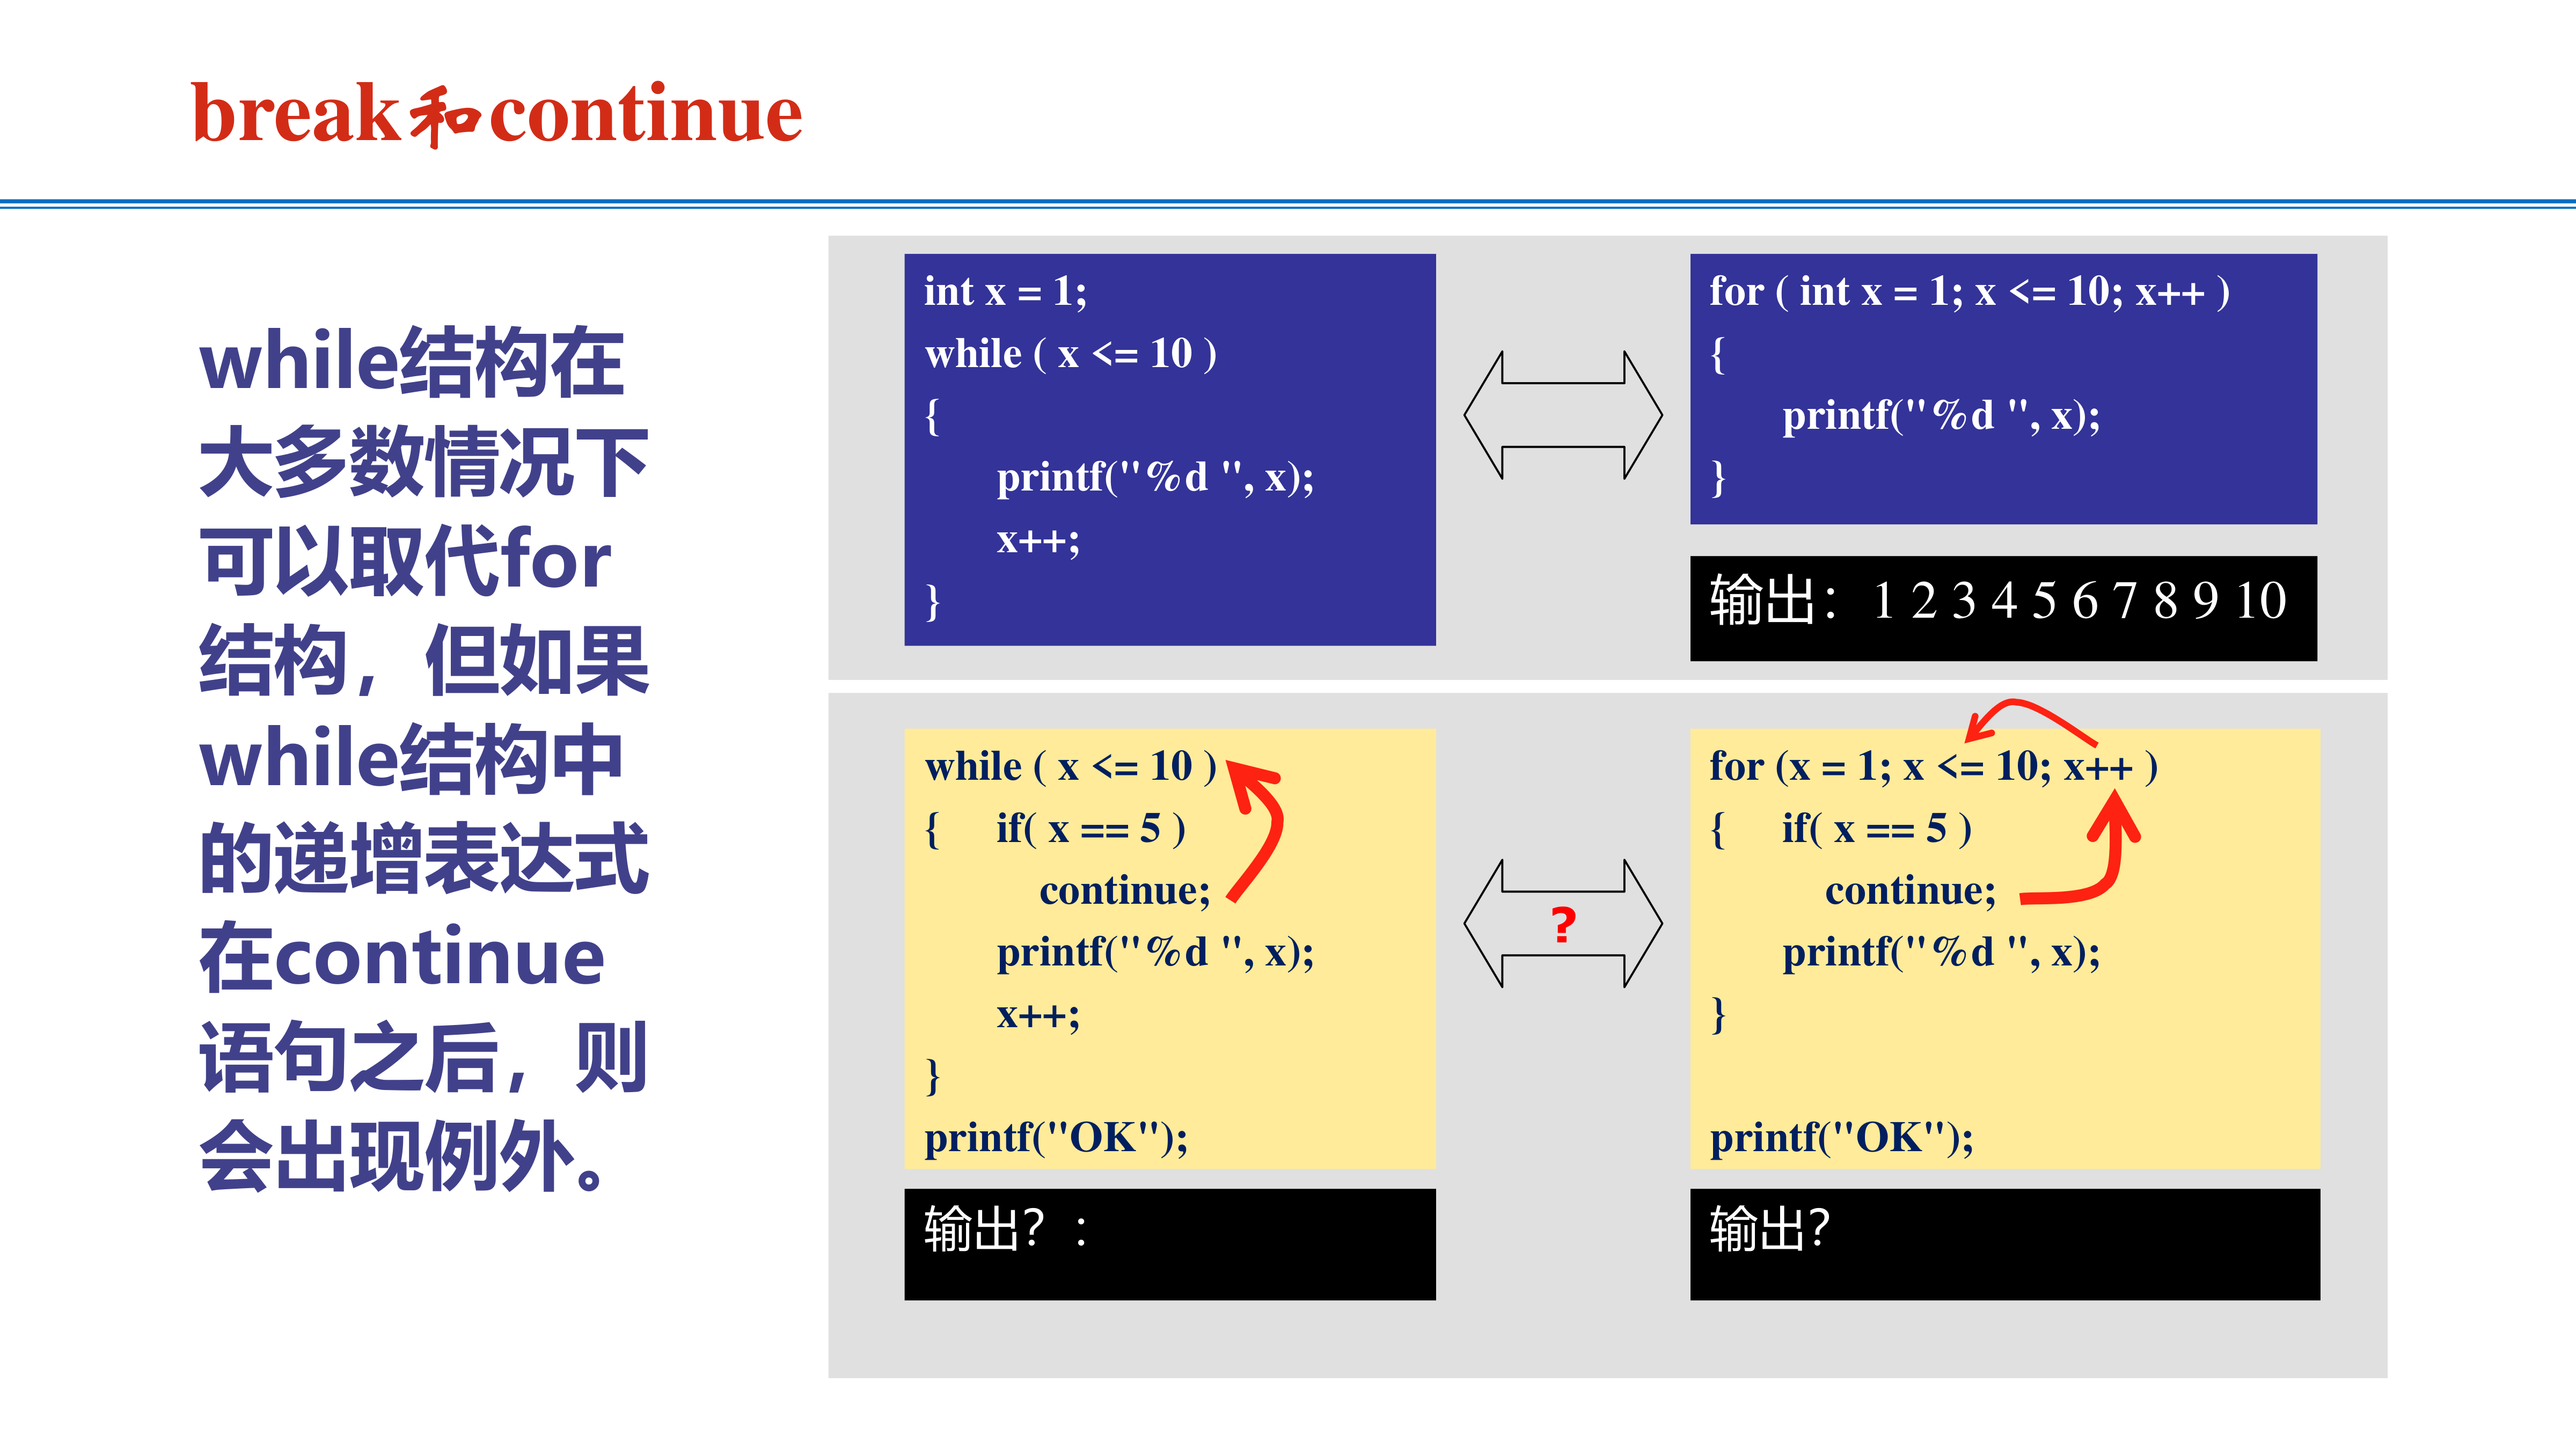 break和continue
while结构在
大多数情况下
可以取代for
结构，但如果
while结构中
的递增表达式
在continue
语句之后，则
会出现例外。
int x = 1;
while ( x <= 10 )
{
printf("%d ", x);
x++;
}
for ( int x = 1; x <= 10; x++ )
{
printf("%d ", x);
}
输出：1 2 3 4 5 6 7 8 9 10
while ( x <= 10 )
{ if( x == 5 )
continue;
printf("%d ", x);
x++;
}
printf("OK");
输出？：
?
for (x = 1; x <= 10; x++ )
{ if( x == 5 )
continue;
printf("%d ", x);
}
printf("OK");
输出？